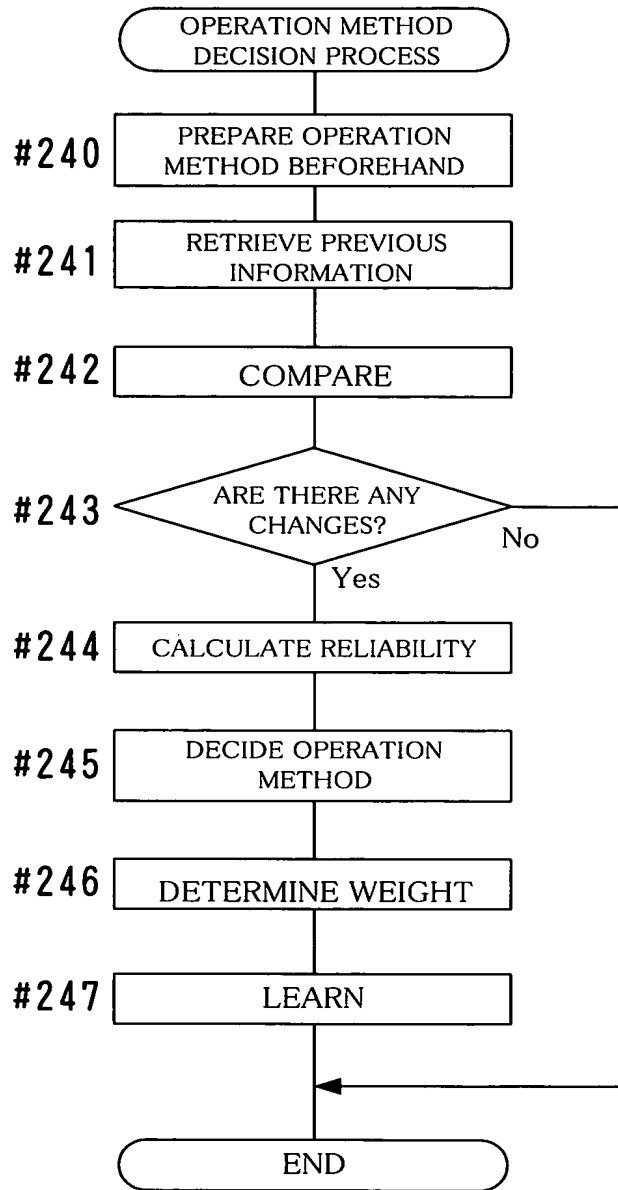 OPERATION METHOD
DECISION PROCESS
#240
PREPARE OPERATION
METHOD BEFOREHAND
#241
RETRIEVE PREVIOUS
INFORMATION
#242
COMPARE
#243
ARE THERE ANY
CHANGES?
No
Yes
#244
CALCULATE RELIABILITY
#245
DECIDE OPERATION
METHOD
#246
DETERMINE WEIGHT
#247
LEARN
END